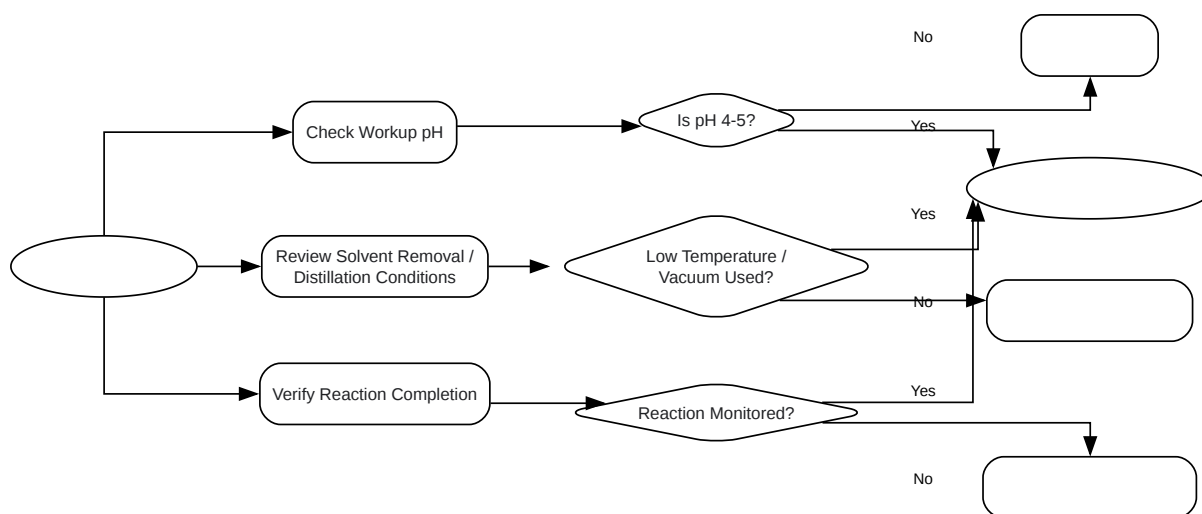 No
Check Workup pH
Is pH 4-5?
Yes
Yes
Review Solvent Removal /
Distillation Conditions
Low Temperature /
Vacuum Used?
No
Verify Reaction Completion
Reaction Monitored?
Yes
No